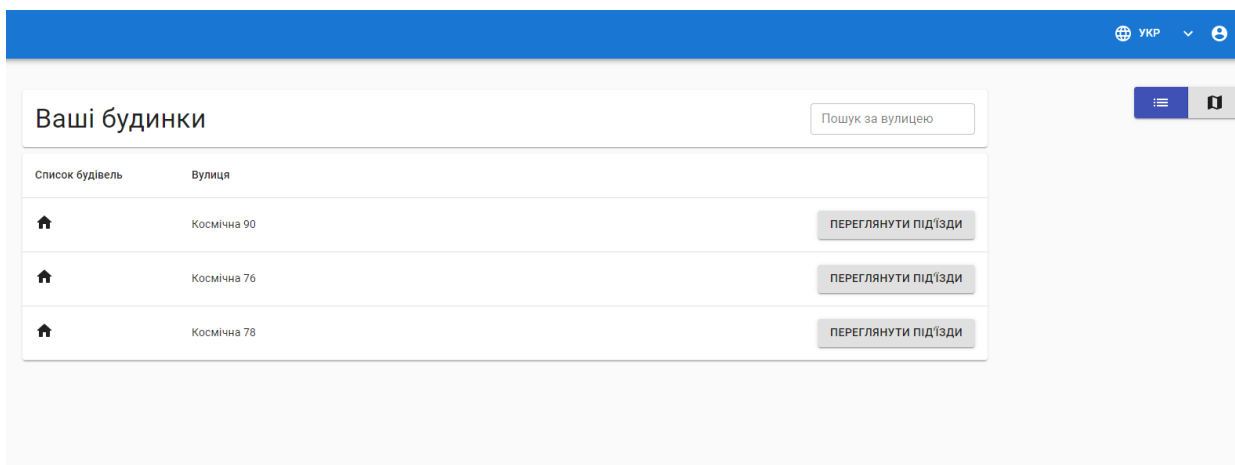 УКР
Ваші будинки
Пошук за вулицею
Список будівель Вулиця
Космічна 90 ПЕРЕГЛЯНУТИ ПІД'ЇЗДИ
Космічна 76 ПЕРЕГЛЯНУТИ ПІД'ЇЗДИ
Космічна 78 ПЕРЕГЛЯНУТИ ПІД'ЇЗДИ